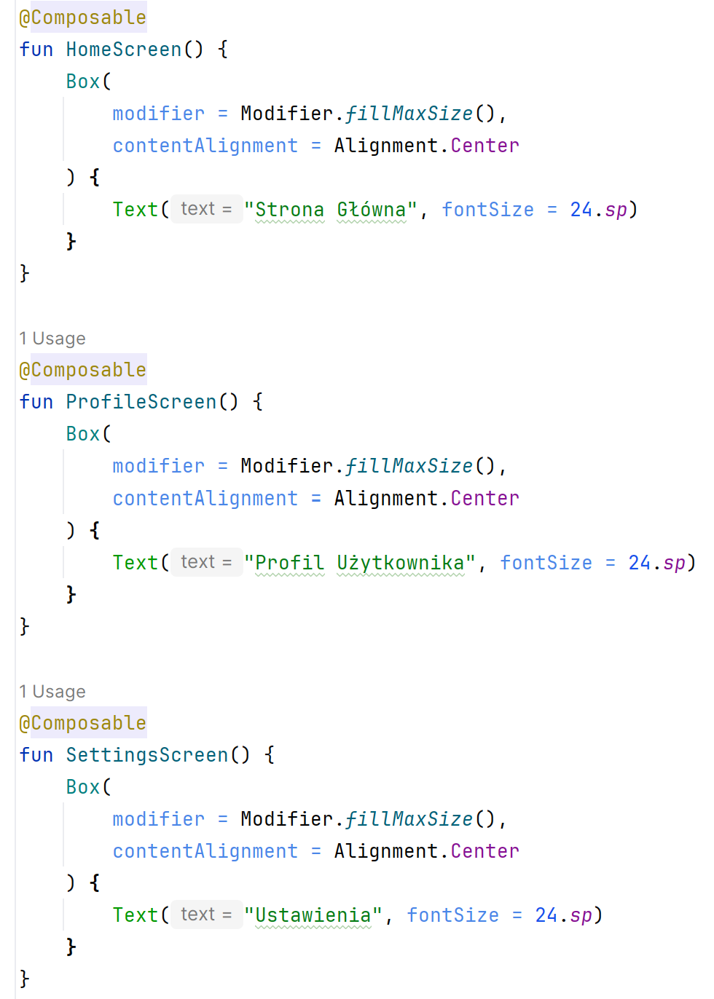 @Composable
fun HomeScreen() {
    Box(
        modifier = Modifier.fillMaxSize(),
        contentAlignment = Alignment.Center
    ) {
        Text( text = "Strona Główna", fontSize = 24.sp)
    }
}

1 Usage
@Composable
fun ProfileScreen() {
    Box(
        modifier = Modifier.fillMaxSize(),
        contentAlignment = Alignment.Center
    ) {
        Text( text = "Profil Użytkownika", fontSize = 24.sp)
    }
}

1 Usage
@Composable
fun SettingsScreen() {
    Box(
        modifier = Modifier.fillMaxSize(),
        contentAlignment = Alignment.Center
    ) {
        Text( text = "Ustawienia", fontSize = 24.sp)
    }
}